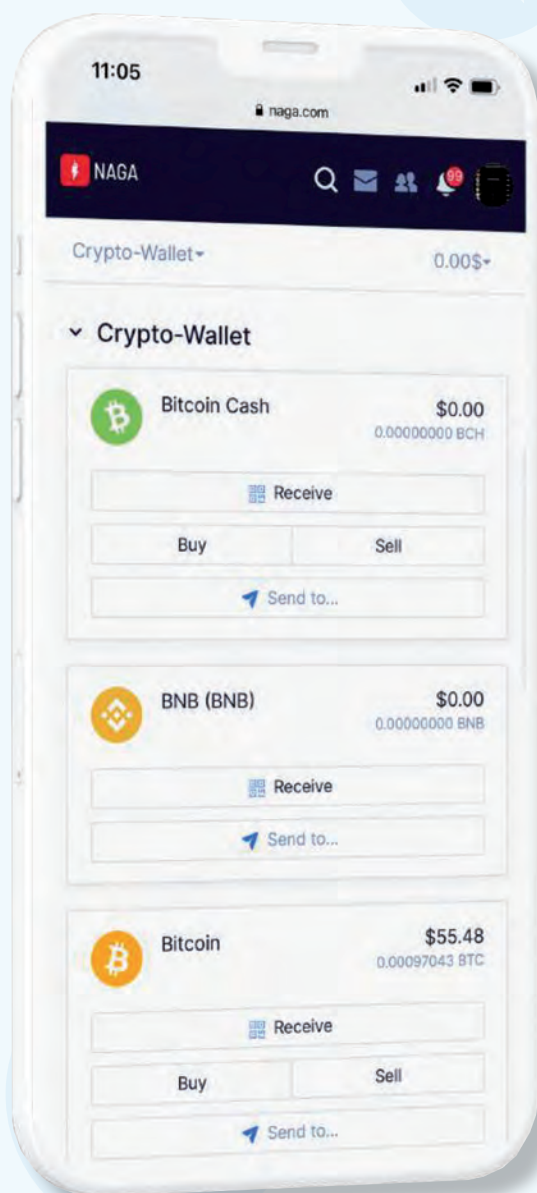 11:05
naga.com
NAGA
99
Crypto-Wallet
0.00$
Crypto-Wallet
Bitcoin Cash
$0.00
0.00000000 BCH
Receive
Buy
Sell
Send to...
BNB (BNB)
$0.00
0.00000000 BNB
Receive
Send to...
Bitcoin
$55.48
0.00097043 BTC
Receive
Buy
Sell
Send to...